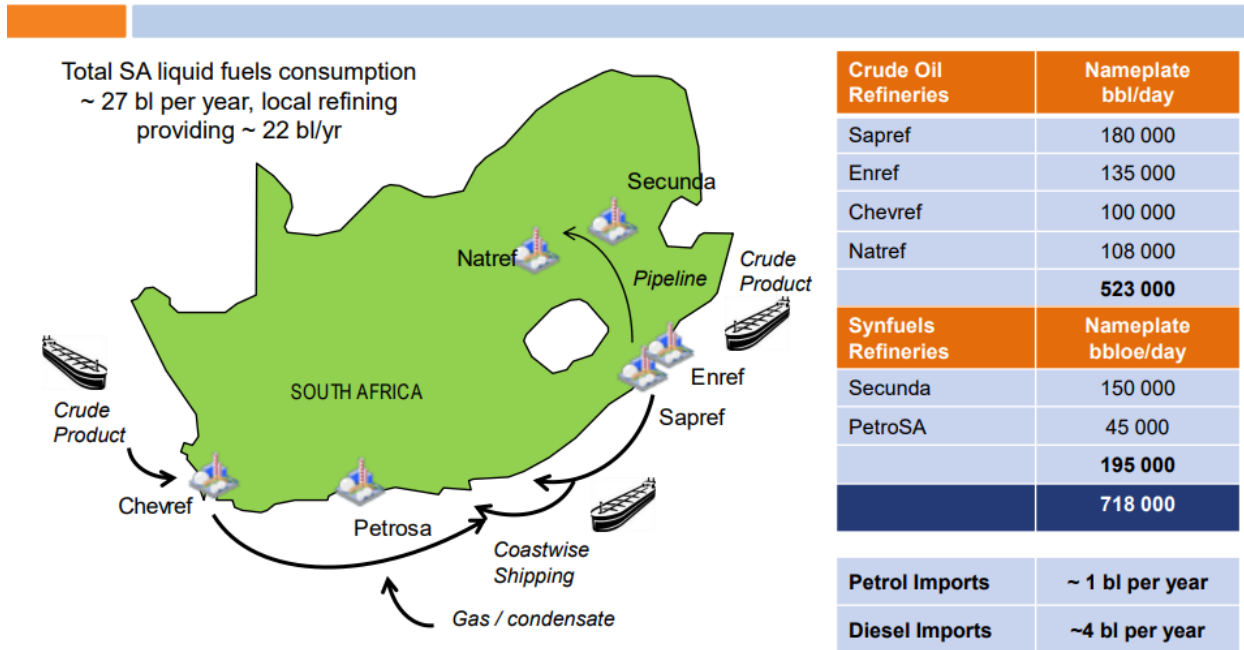 Total SA liquid fuels consumption
~ 27 bl per year, local refining
providing ~ 22 bl/yr
Secunda
Natref
Pipeline
Crude
Product
Enref
Sapref
SOUTH AFRICA
Crude
Product
Chevref
Petrosa
Coastwise
Shipping
Gas / condensate
Crude Oil
Refineries
Nameplate
bbl/day
Sapref 180 000
Enref 135 000
Chevref 100 000
Natref 108 000
523 000
Synfuels
Refineries
Nameplate
bbloe/day
Secunda 150 000
PetroSA 45 000
195 000
718 000
Petrol Imports ~ 1 bl per year
Diesel Imports ~4 bl per year